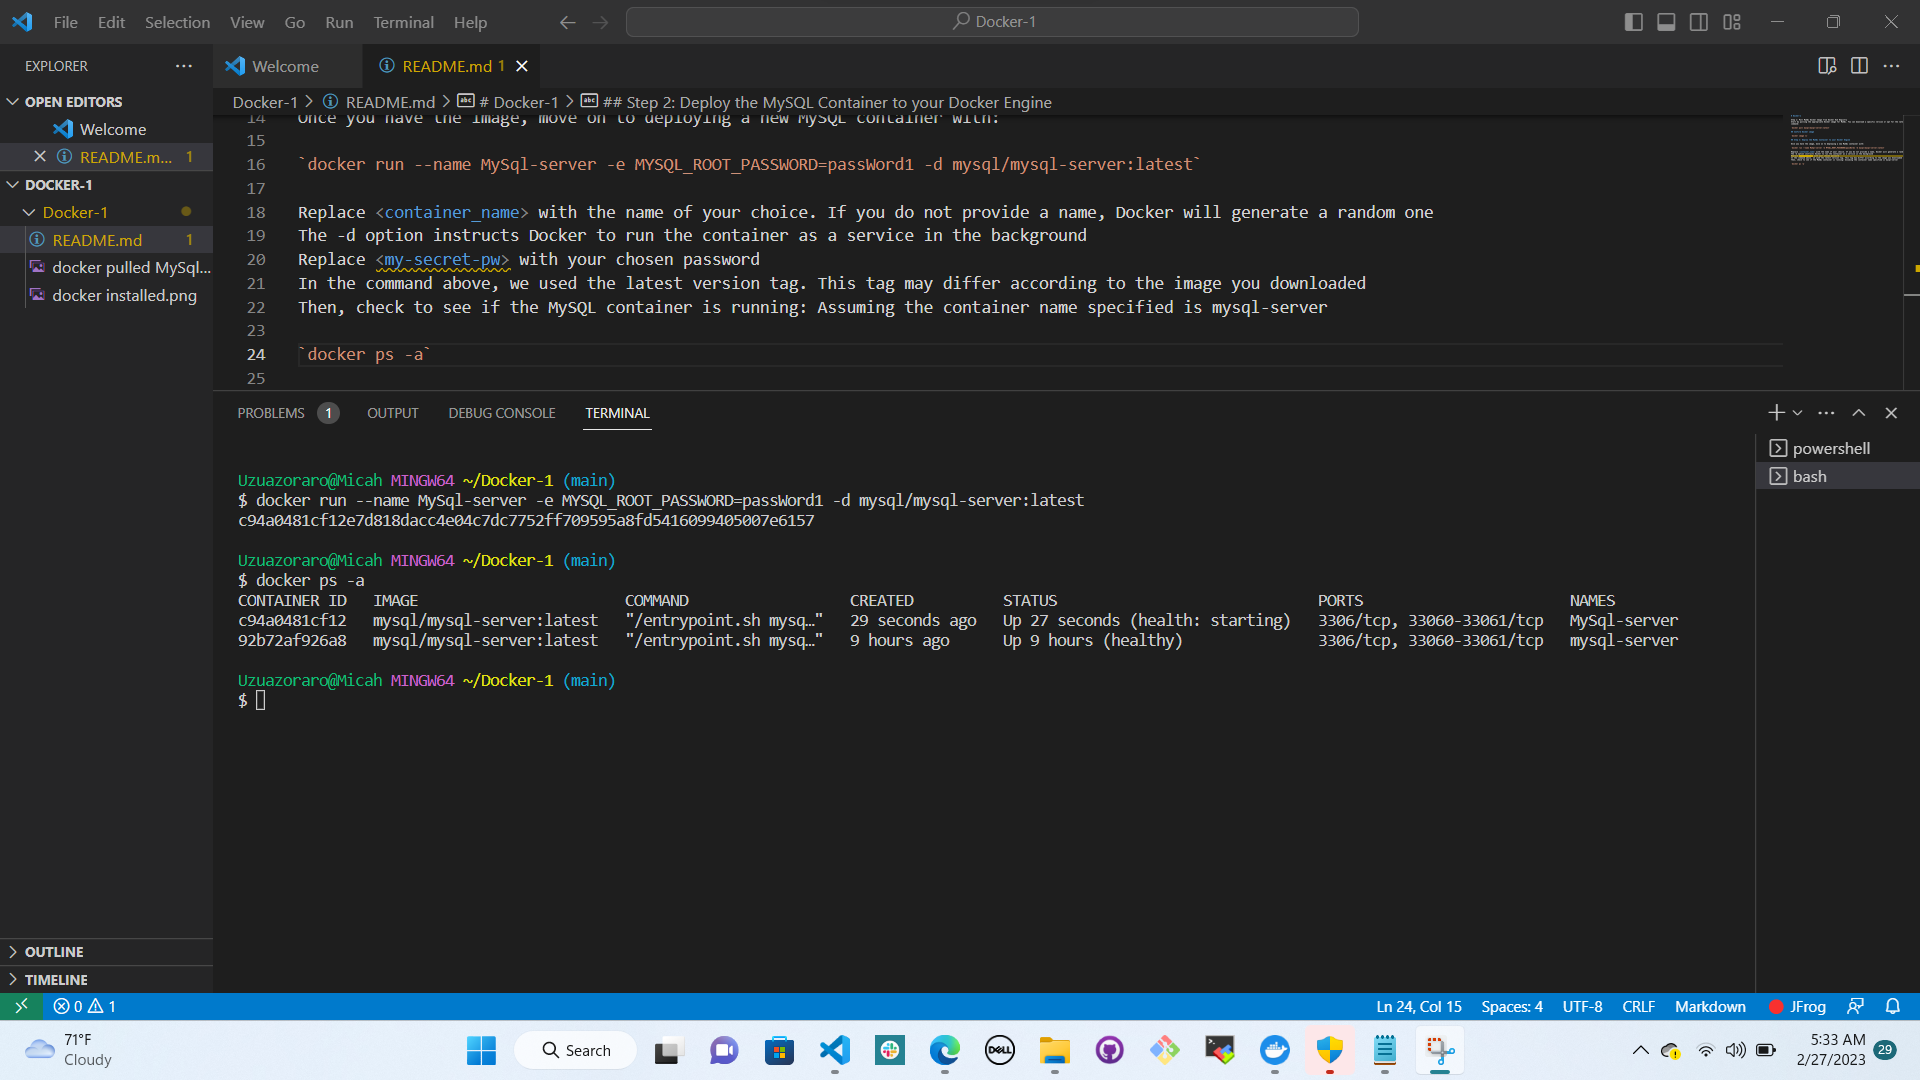 File Edit Selection View Go Run Terminal Help
Docker-1
EXPLORER
Welcome
README.md 1
OPEN EDITORS
Welcome
README.m... 1
DOCKER-1
Docker-1
README.md 1
docker pulled MySql...
docker installed.png
OUTLINE
TIMELINE
Docker-1 > README.md > # Docker-1 > ## Step 2: Deploy the MySQL Container to your Docker Engine
14 Once you have the image, move on to deploying a new MySQL container with:
15
16 `docker run --name MySql-server -e MYSQL_ROOT_PASSWORD=passWord1 -d mysql/mysql-server:latest`
17
18 Replace <container_name> with the name of your choice. If you do not provide a name, Docker will generate a random one
19 The -d option instructs Docker to run the container as a service in the background
20 Replace <my-secret-pw> with your chosen password
21 In the command above, we used the latest version tag. This tag may differ according to the image you downloaded
22 Then, check to see if the MySQL container is running: Assuming the container name specified is mysql-server
23
24 `docker ps -a`
25
PROBLEMS 1 OUTPUT DEBUG CONSOLE TERMINAL
powershell
bash
Uzuazoraro@Micah MINGW64 ~/Docker-1 (main)
$ docker run --name MySql-server -e MYSQL_ROOT_PASSWORD=passWord1 -d mysql/mysql-server:latest
c94a0481cf12e7d818dacc4e04c7dc7752ff709595a8fd5416099405007e6157
Uzuazoraro@Micah MINGW64 ~/Docker-1 (main)
$ docker ps -a
CONTAINER ID IMAGE COMMAND CREATED STATUS PORTS NAMES
c94a0481cf12 mysql/mysql-server:latest "/entrypoint.sh mysq…" 29 seconds ago Up 27 seconds (health: starting) 3306/tcp, 33060-33061/tcp MySql-server
92b72af926a8 mysql/mysql-server:latest "/entrypoint.sh mysq…" 9 hours ago Up 9 hours (healthy) 3306/tcp, 33060-33061/tcp mysql-server
Uzuazoraro@Micah MINGW64 ~/Docker-1 (main)
$
0 1
Ln 24, Col 15 Spaces: 4 UTF-8 CRLF Markdown JFrog
71°F
Cloudy
Search
DELL
5:33 AM
2/27/2023
29